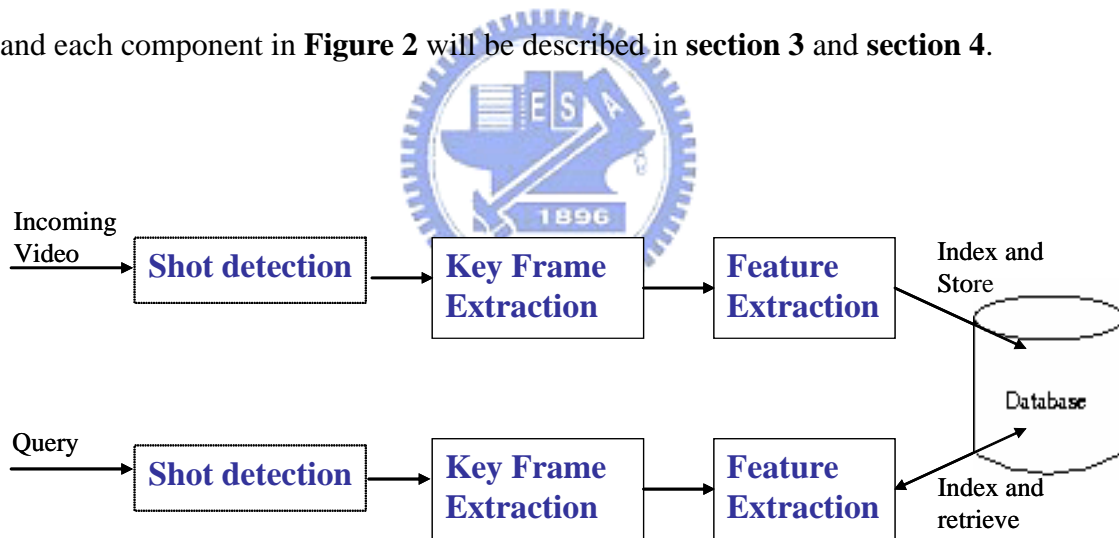 and each component in Figure 2 will be described in section 3 and section 4.
E S A
1896
Incoming
Video
Shot detection
Key Frame
Extraction
Feature
Extraction
Index and
Store
Database
Query
Shot detection
Key Frame
Extraction
Feature
Extraction
Index and
retrieve